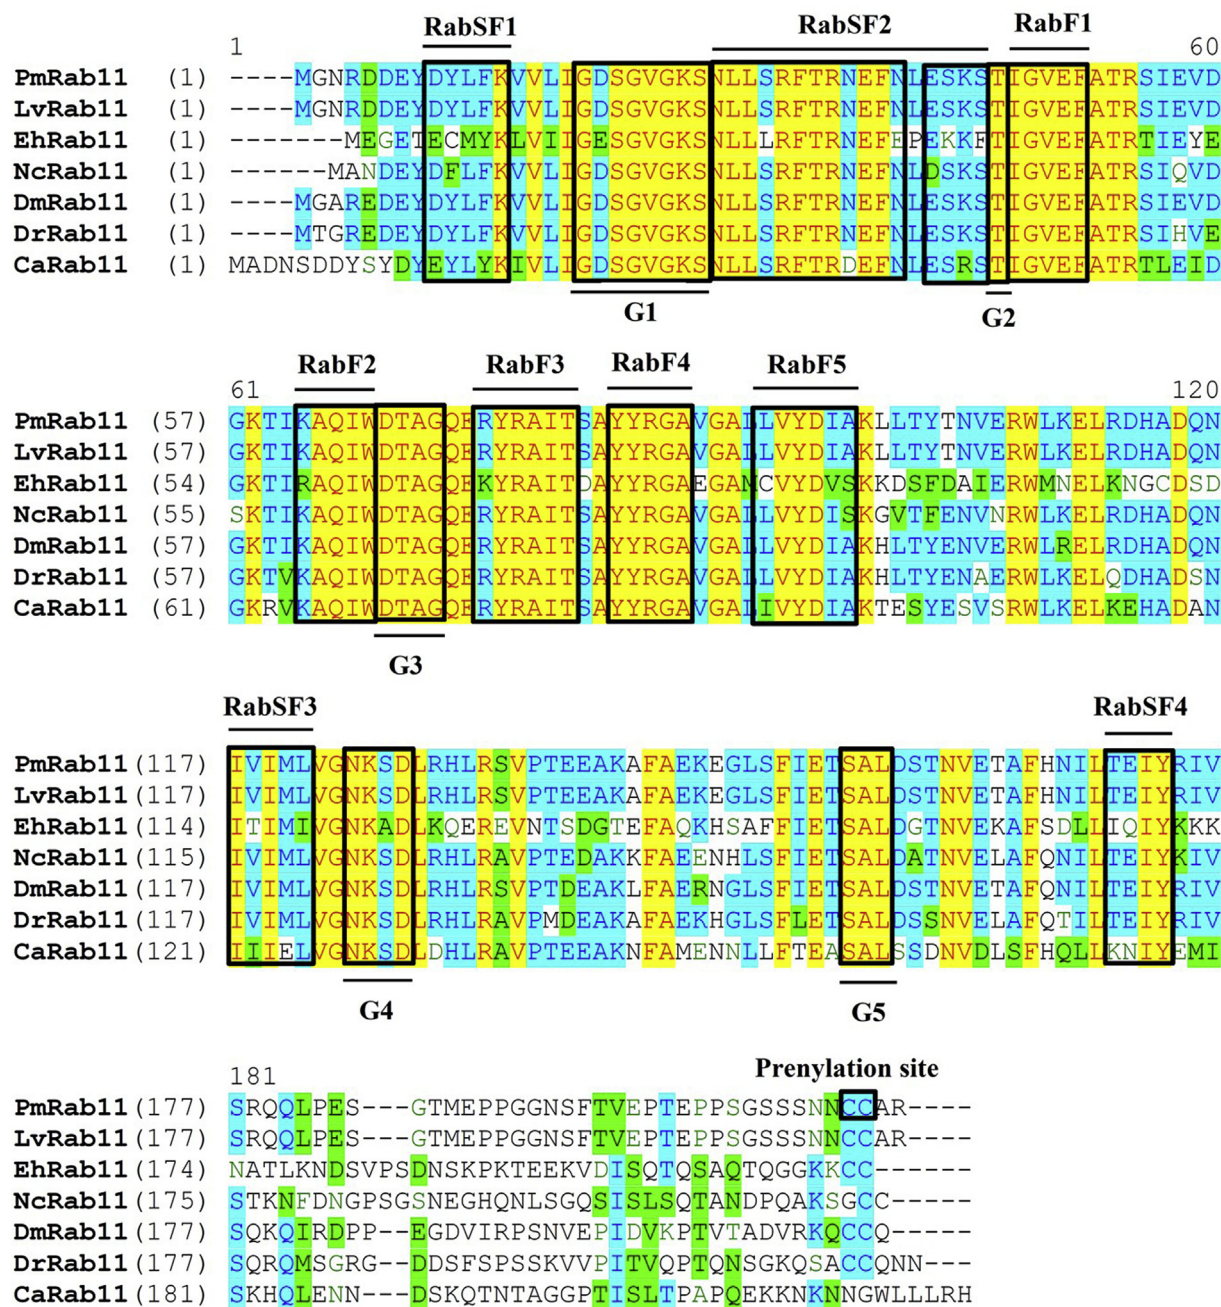 RabSF1 RabSF2 RabF1
1 60
PmRab11 (1) ----MGNRDDEYDYLFKVVLIGDSGVGKSNLLSRFTRNEFNLESKSTIGVEFATRSIEVD
LvRab11 (1) ----MGNRDDEYDYLFKVVLIGDSGVGKSNLLSRFTRNEFNLESKSTIGVEFATRSIEVD
EhRab11 (1) -------MEGETECMYKLVIIGESGVGKSNLLLRFTRNEFEPEKKFTIGVEFATRTIEYE
NcRab11 (1) ------MANDEYDFLFKVVLIGDSGVGKSNLLSRFTRNEFNLDSKSTIGVEFATRSIQVD
DmRab11 (1) ----MGAREDEYDYLFKVVLIGDSGVGKSNLLSRFTRNEFNLESKSTIGVEFATRSIEVD
DrRab11 (1) ----MTGREDEYDYLFKVVLIGDSGVGKSNLLSRFTRNEFNLESKSTIGVEFATRSIHVE
CaRab11 (1) MADNSDDYSYDYEYLYKIVLIGDSGVGKSNLLSRFTRDEFNLESRSTIGVEFATRTLEID
G1 G2
RabF2 RabF3 RabF4 RabF5
61 120
PmRab11 (57) GKTIKAQIWDTAGQERYRAITSAYYRGAVGALLVYDIAKLLTYTNVERWLKELRDHADQN
LvRab11 (57) GKTIKAQIWDTAGQERYRAITSAYYRGAVGALLVYDIAKLLTYTNVERWLKELRDHADQN
EhRab11 (54) GKTIRAQIWDTAGQEKYRAITDAYYRGAEGAMCVYDVSKKDSFDAIERWMNELKNGCDSD
NcRab11 (55) SKTIKAQIWDTAGQERYRAITSAYYRGAVGALLVYDISKGVTFENVNRWLKELRDHADQN
DmRab11 (57) GKTIKAQIWDTAGQERYRAITSAYYRGAVGALLVYDIAKHLTYENVERWLRELRDHADQN
DrRab11 (57) GKTVKAQIWDTAGQERYRAITSAYYRGAVGALLVYDIAKHLTYENAERWLKELQDHADSN
CaRab11 (61) GKRVKAQIWDTAGQERYRAITSAYYRGAVGALIVYDIAKTESYESVSRWLKELKEHADAN
G3
RabSF3 RabSF4
PmRab11 (117) IVIMLVGNKSDLRHLRSVPTEEAKAFAEKEGLSFIETSALDSTNVETAFHNILTEIYRIV
LvRab11 (117) IVIMLVGNKSDLRHLRSVPTEEAKAFAEKEGLSFIETSALDSTNVETAFHNILTEIYRIV
EhRab11 (114) ITIMIVGNKADLKQEREVNTSDGTEFAQKHSAFFIETSALDGTNVEKAFSDLLIQIYKKK
NcRab11 (115) IVIMLVGNKSDLRHLRAVPTEDAKKFAEENHLSFIETSALDATNVELAFQNILTEIYKIV
DmRab11 (117) IVIMLVGNKSDLRHLRSVPTDEAKLFAERNGLSFIETSALDSTNVETAFQNILTEIYRIV
DrRab11 (117) IVIMLVGNKSDLRHLRAVPMDEAKAFAEKHGLSFLETSALDSSNVELAFQTILTEIYRIV
CaRab11 (121) IIIELVGNKSDLDHLRAVPTEEAKNFAMENNLLFTEASALSSDNVDLSFHQLLKNIYEMI
G4 G5
181 Prenylation site
PmRab11 (177) SRQQLPES---GTMEPPGGNSFTVEPTEPPSGSSSNNCCAR----
LvRab11 (177) SRQQLPES---GTMEPPGGNSFTVEPTEPPSGSSSNNCCAR----
EhRab11 (174) NATLKNDSVPSDNSKPKTEEKVDISQTQSAQTQGGKKCC------
NcRab11 (175) STKNFDNGPSGSNEGHQNLSGQSISLSQTANDPQAKSGCC-----
DmRab11 (177) SQKQIRDPP--EGDVIRPSNVEPIDVKPTVTADVRKQCCQ-----
DrRab11 (177) SQRQMSGRG--DDSFSPSSKVVPITVQPTQNSGKQSACCQNN---
CaRab11 (181) SKHQLENN---DSKQTNTAGGPTISLTPAPQEKKNKNNGWLLLRH